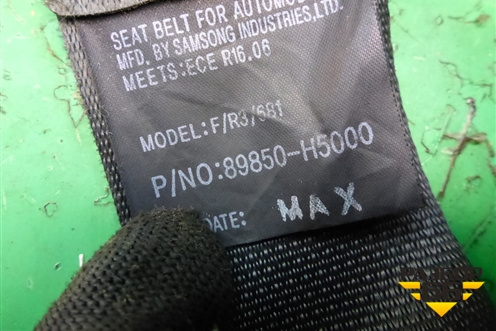 SEAT BELT FOR AUTOMO
MFD. BY SAMSONG INDUSTRIES,LTD.
MEETS:ECE R16.06
MODEL:F/R3/681
P/NO:89850-H5000
DATE: MAX